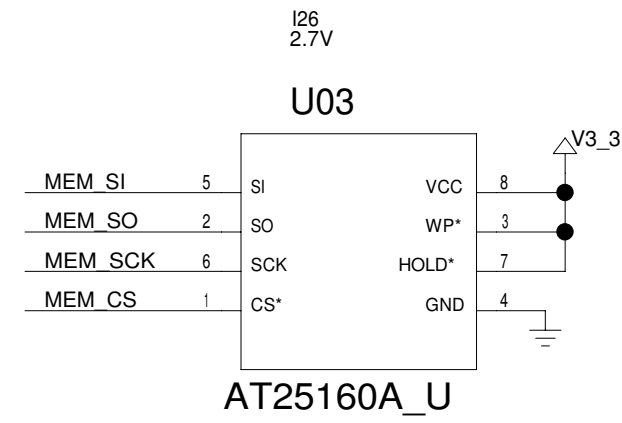 I26
2.7V
U03
V3_3
MEM_SI 5 SI VCC 8
MEM_SO 2 SO WP* 3
MEM_SCK 6 SCK HOLD* 7
MEM_CS 1 CS* GND 4
AT25160A_U